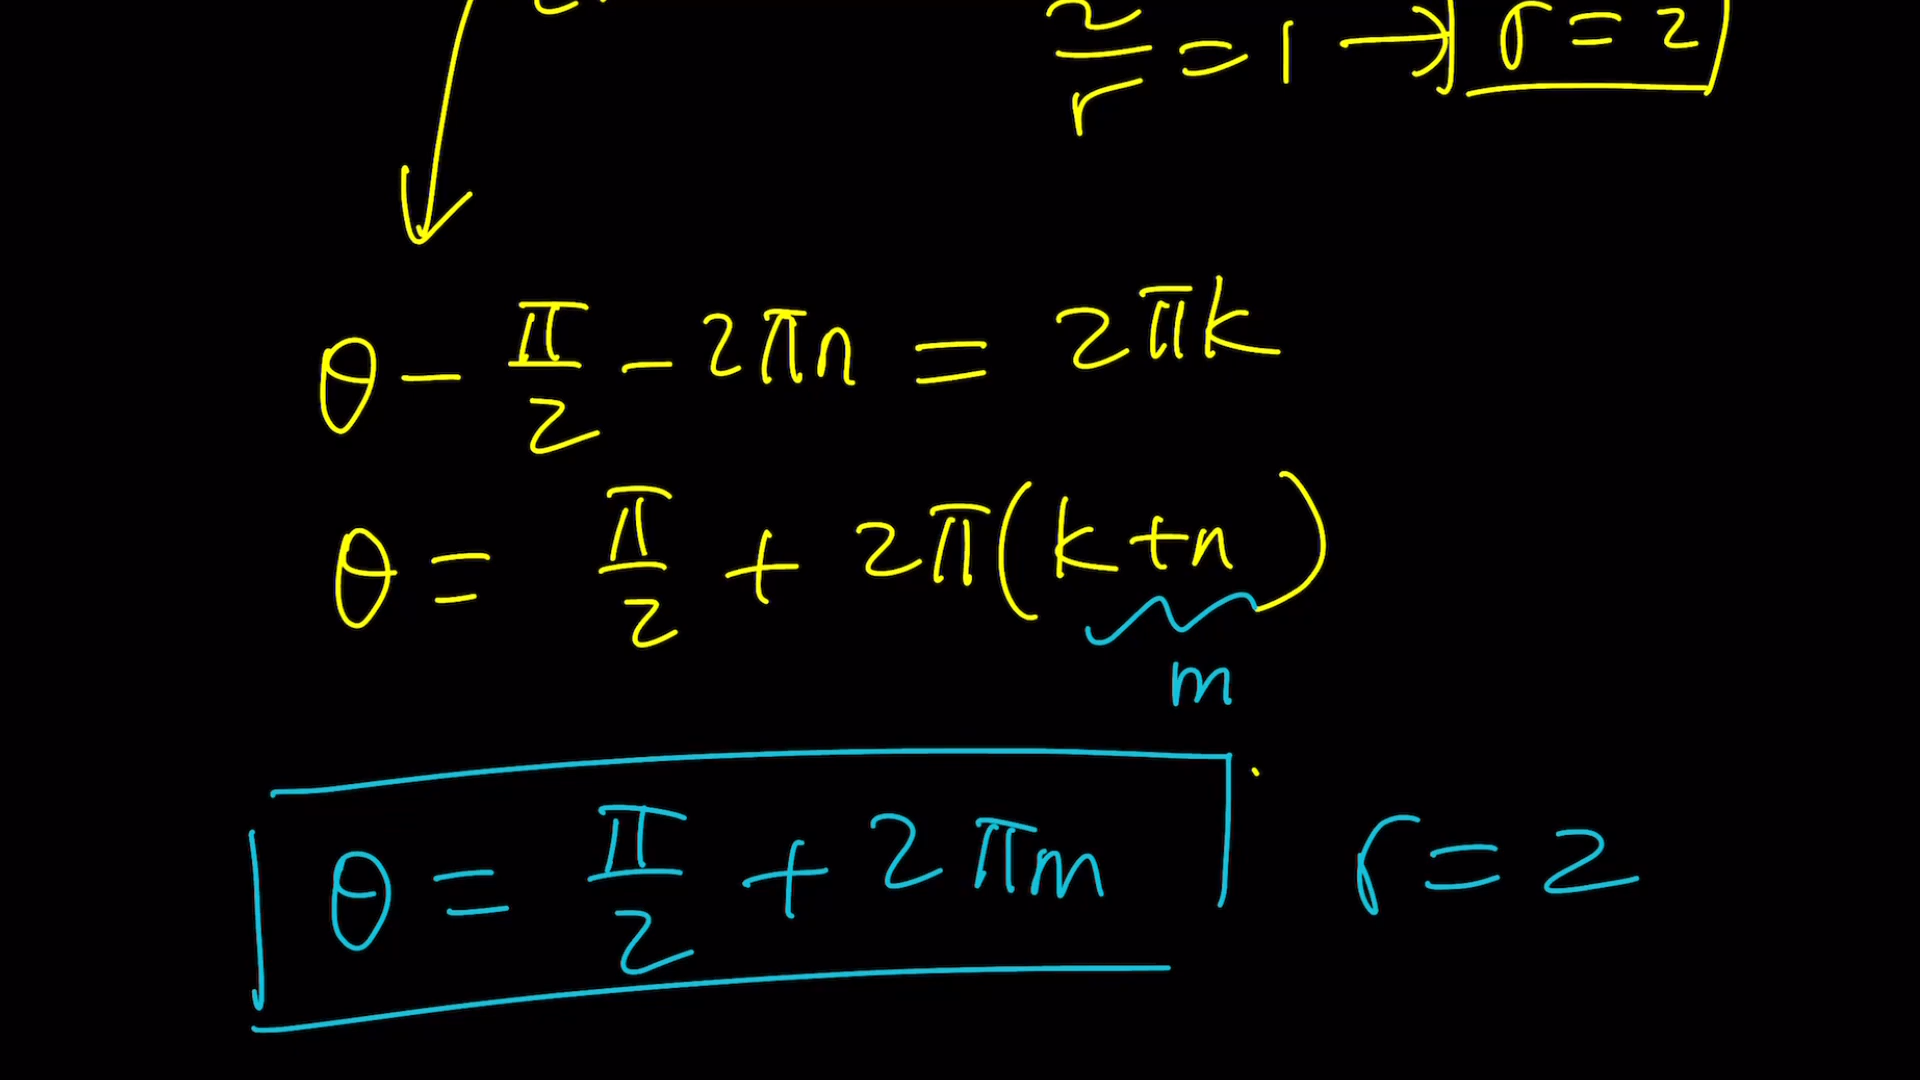 2/r = 1 → r = 2
θ - π/2 - 2πn = 2πk
θ = π/2 + 2π(k+n)
m
θ = π/2 + 2πm r = 2